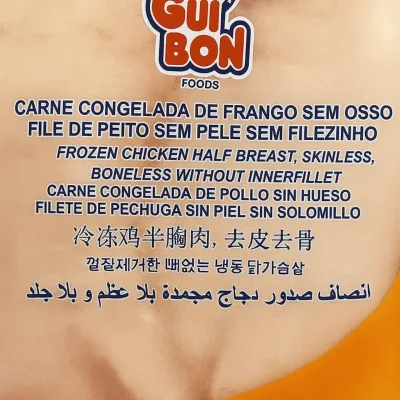 GUI
BON
FOODS
CARNE CONGELADA DE FRANGO SEM OSSO
FILE DE PEITO SEM PELE SEM FILEZINHO
FROZEN CHICKEN HALF BREAST, SKINLESS,
BONELESS WITHOUT INNERFILLET
CARNE CONGELADA DE POLLO SIN HUESO
FILETE DE PECHUGA SIN PIEL SIN SOLOMILLO
冷冻鸡半胸肉, 去皮去骨
껍질제거한 뼈없는 냉동 닭가슴살
انصاف صدور دجاج مجمدة بلا عظم و بلا جلد